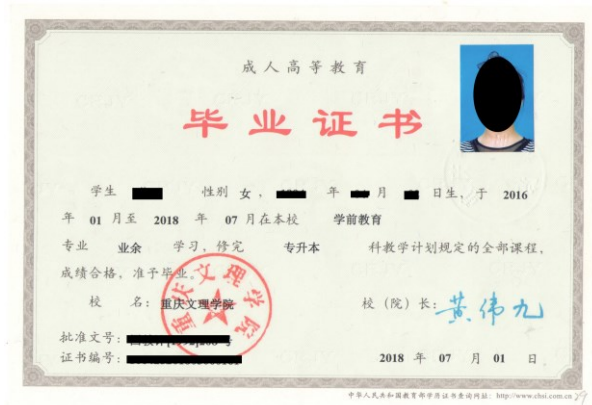 成人高等教育
毕业证书
学生 性别 女 、 年 月 日生，于 2016
年 01 月至 2018 年 07 月在本校 学前教育
专业 业余 学习，修完 专升本 科教学计划规定的全部课程，
成绩合格，准予毕业。
校 名：重庆文理学院
重庆文理学院
校（院）长：黄伟九
批准文号：
证书编号：
2018 年 07 月 01 日
中华人民共和国教育部学历证书查询网址：http://www.chsi.com.cn